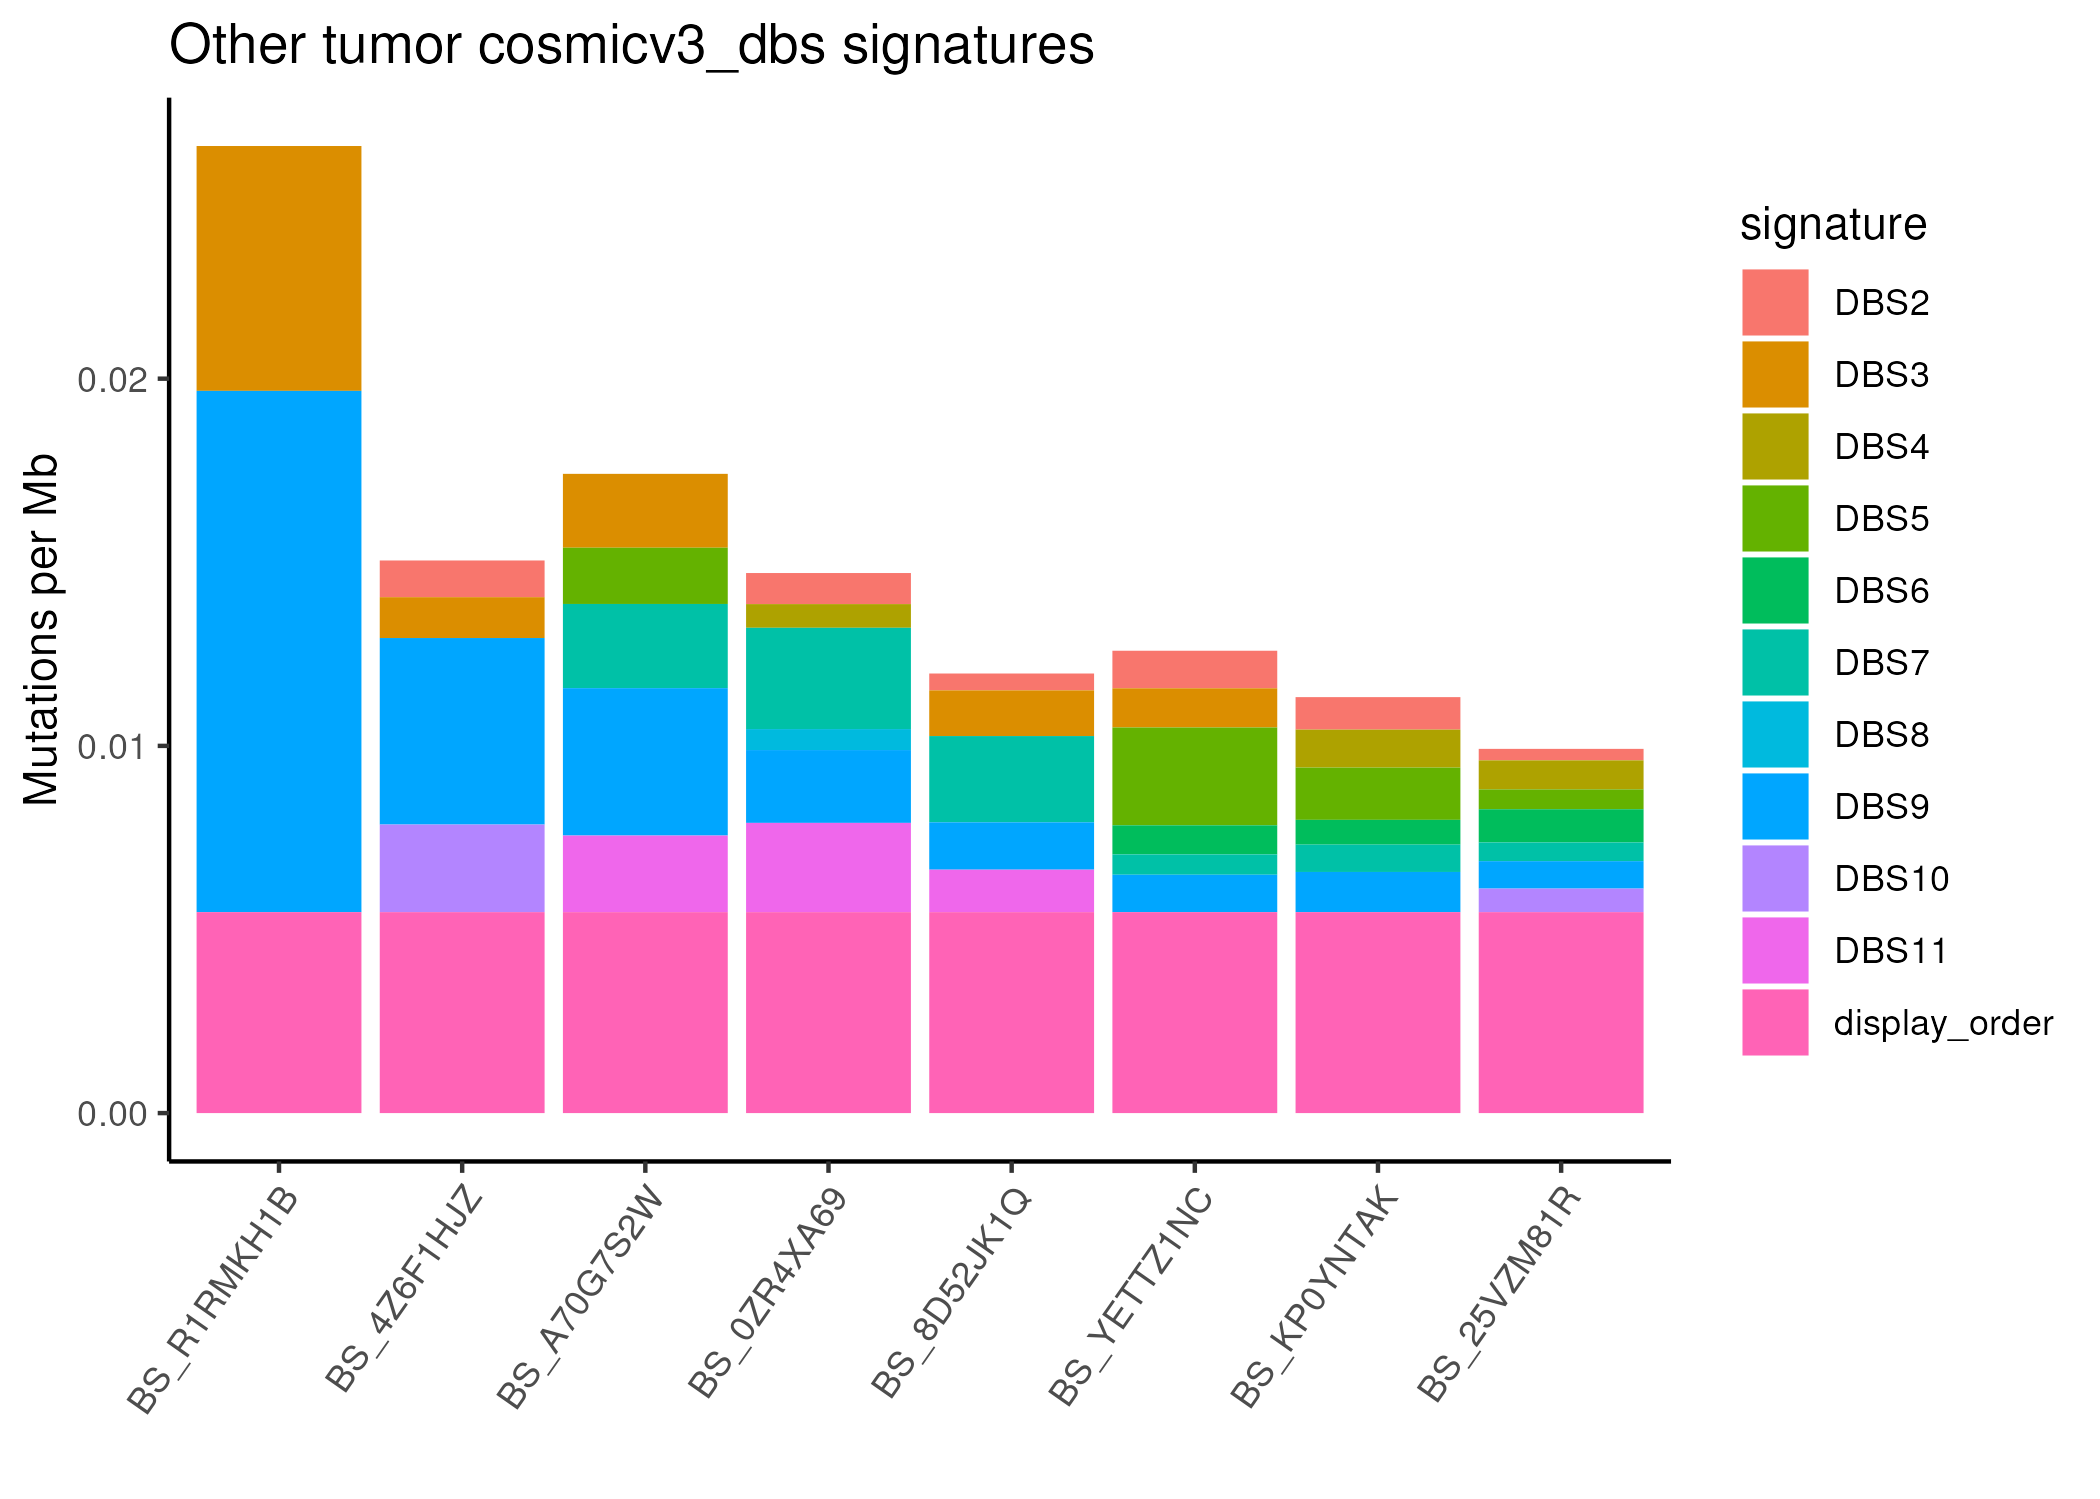 Other tumor cosmicv3_dbs signatures
Mutations per Mb
0.02
0.01
0.00
BS_R1RMKH1B
BS_4Z6F1HJZ
BS_A70G7S2W
BS_0ZR4XA69
BS_8D52JK1Q
BS_YETTZ1NC
BS_KP0YNTAK
BS_25VZM81R
signature
DBS2
DBS3
DBS4
DBS5
DBS6
DBS7
DBS8
DBS9
DBS10
DBS11
display_order